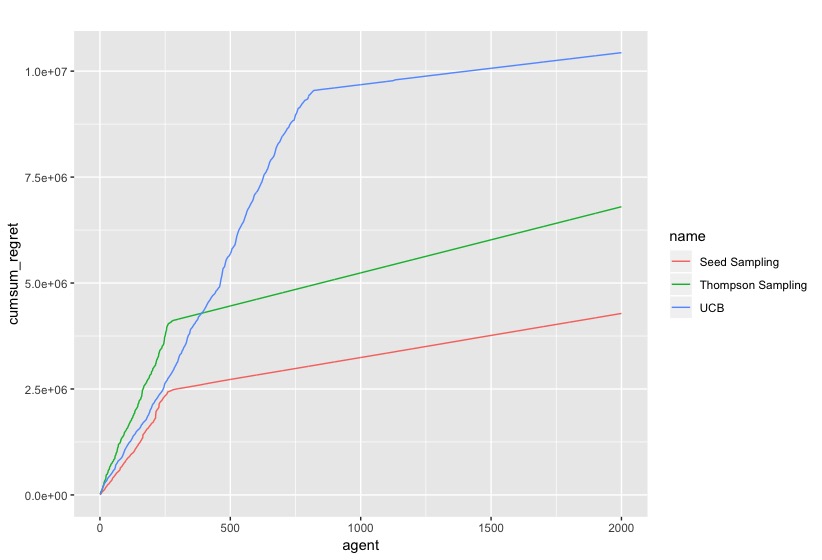 cumsum_regret
1.0e+07
7.5e+06
5.0e+06
2.5e+06
0.0e+00
0 500 1000 1500 2000
agent
name
Seed Sampling
Thompson Sampling
UCB